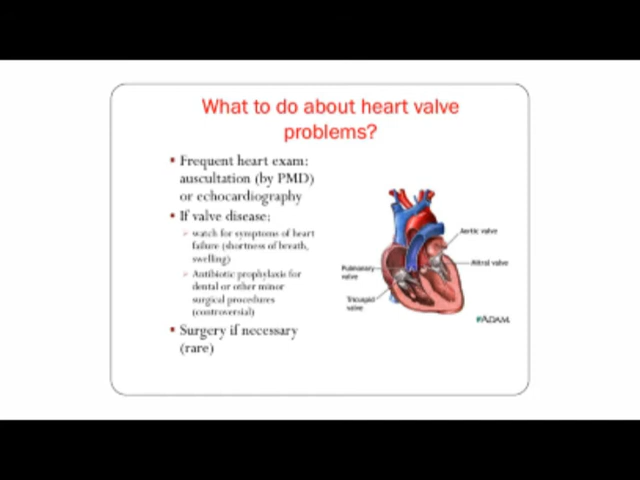 What to do about heart valve
problems?
▪ Frequent heart exam:
auscultation (by PMD)
or echocardiography
▪ If valve disease:
➢ watch for symptoms of heart
failure (shortness of breath,
swelling)
➢ Antibiotic prophylaxis for
dental or other minor
surgical procedures
(controversial)
▪ Surgery if necessary
(rare)
Aortic valve
Mitral valve
Pulmonary
valve
Tricuspid
valve
ADAM